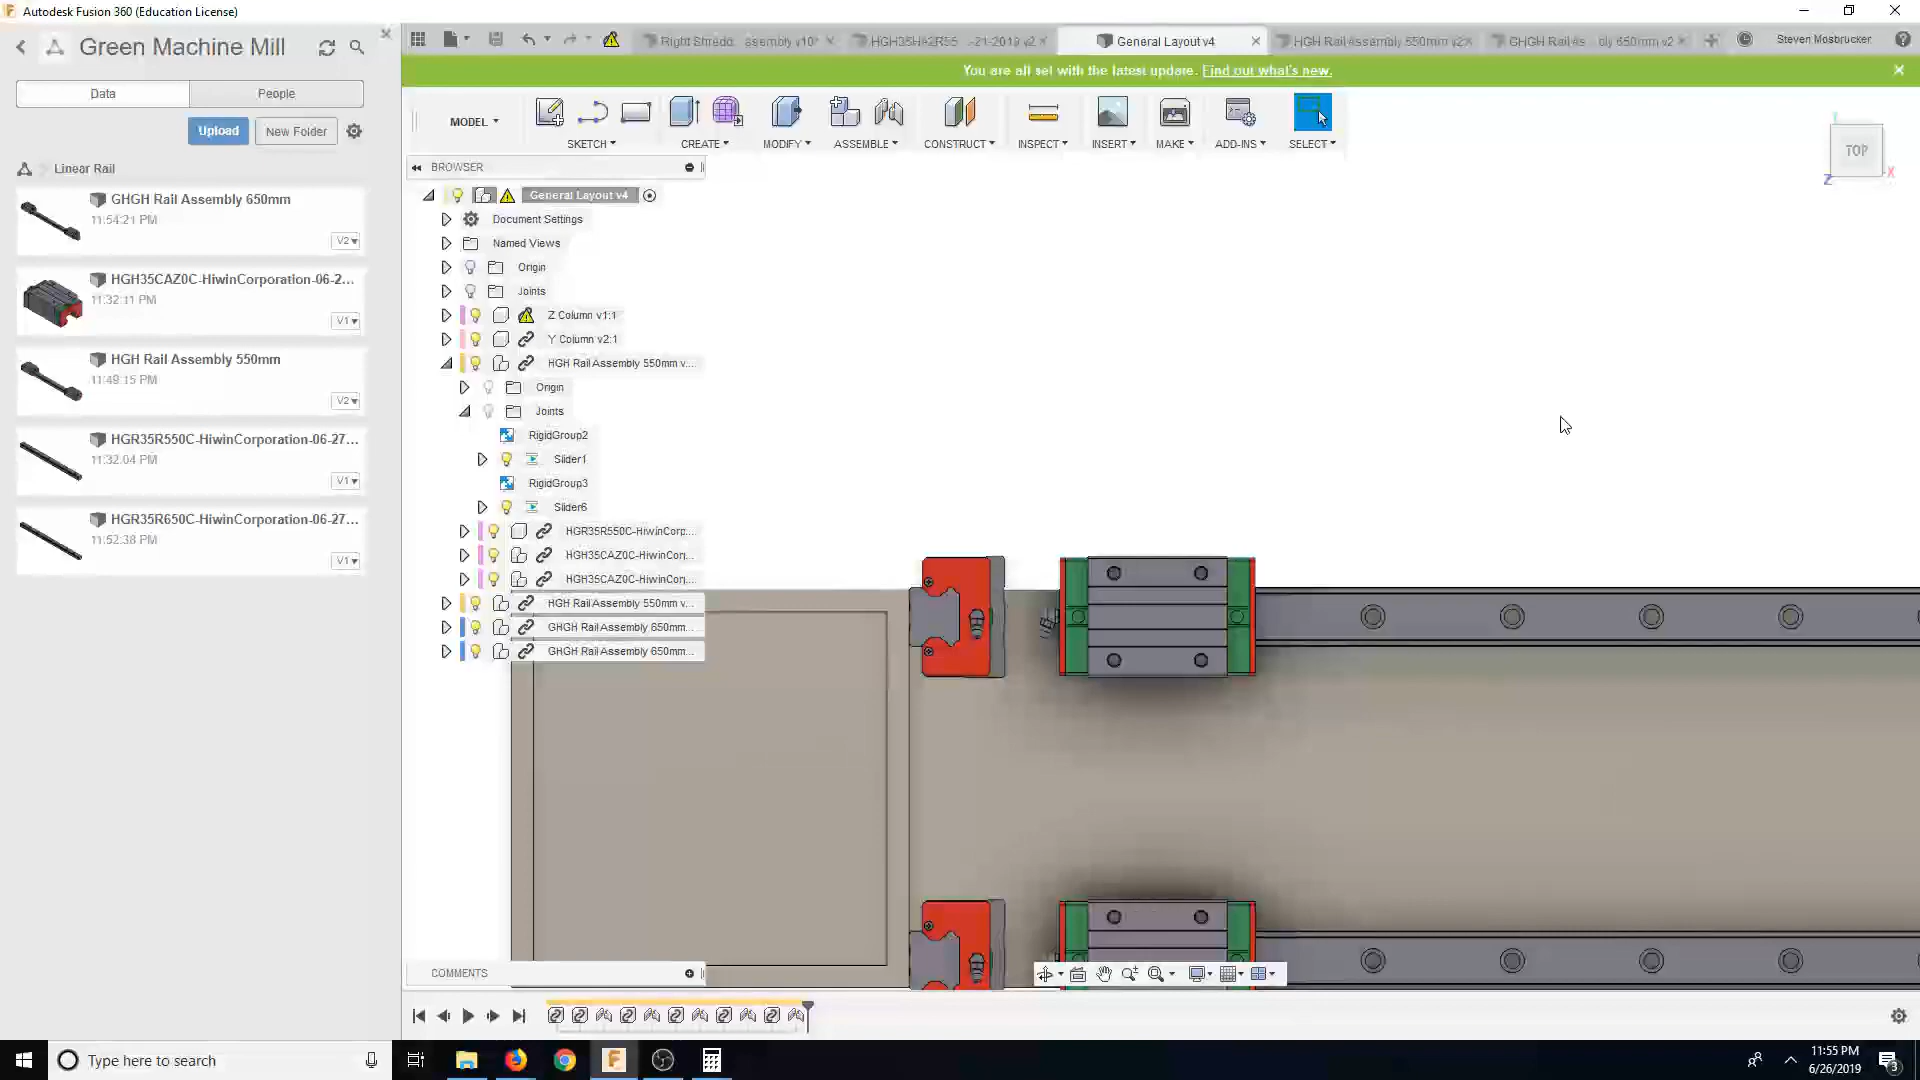 Autodesk Fusion 360 (Education License)
Green Machine Mill
Data
People
Upload
New Folder
Linear Rail
GHGH Rail Assembly 650mm
11:54:21 PM
V2
HGH35CAZ0C-HiwinCorporation-06-2...
11:32:11 PM
V1
HGH Rail Assembly 550mm
11:49:15 PM
V2
HGR35R550C-HiwinCorporation-06-27...
11:32:04 PM
V1
HGR35R650C-HiwinCorporation-06-27...
11:52:38 PM
V1
General Layout v4
HGH Rail Assembly 550mm v2
Steven Mosbrucker
You are all set with the latest update. Find out what's new.
MODEL
SKETCH
CREATE
MODIFY
ASSEMBLE
CONSTRUCT
INSPECT
INSERT
MAKE
ADD-INS
SELECT
TOP
X
Z
BROWSER
General Layout v4
Document Settings
Named Views
Origin
Joints
Z Column v1:1
Y Column v2:1
HGH Rail Assembly 550mm v...
Origin
Joints
RigidGroup2
Slider1
RigidGroup3
Slider6
HGR35R550C-HiwinCorp...
HGH35CAZ0C-HiwinCorp...
HGH35CAZ0C-HiwinCorp...
HGH Rail Assembly 550mm v...
GHGH Rail Assembly 650mm...
GHGH Rail Assembly 650mm...
COMMENTS
Type here to search
11:55 PM
6/26/2019
3